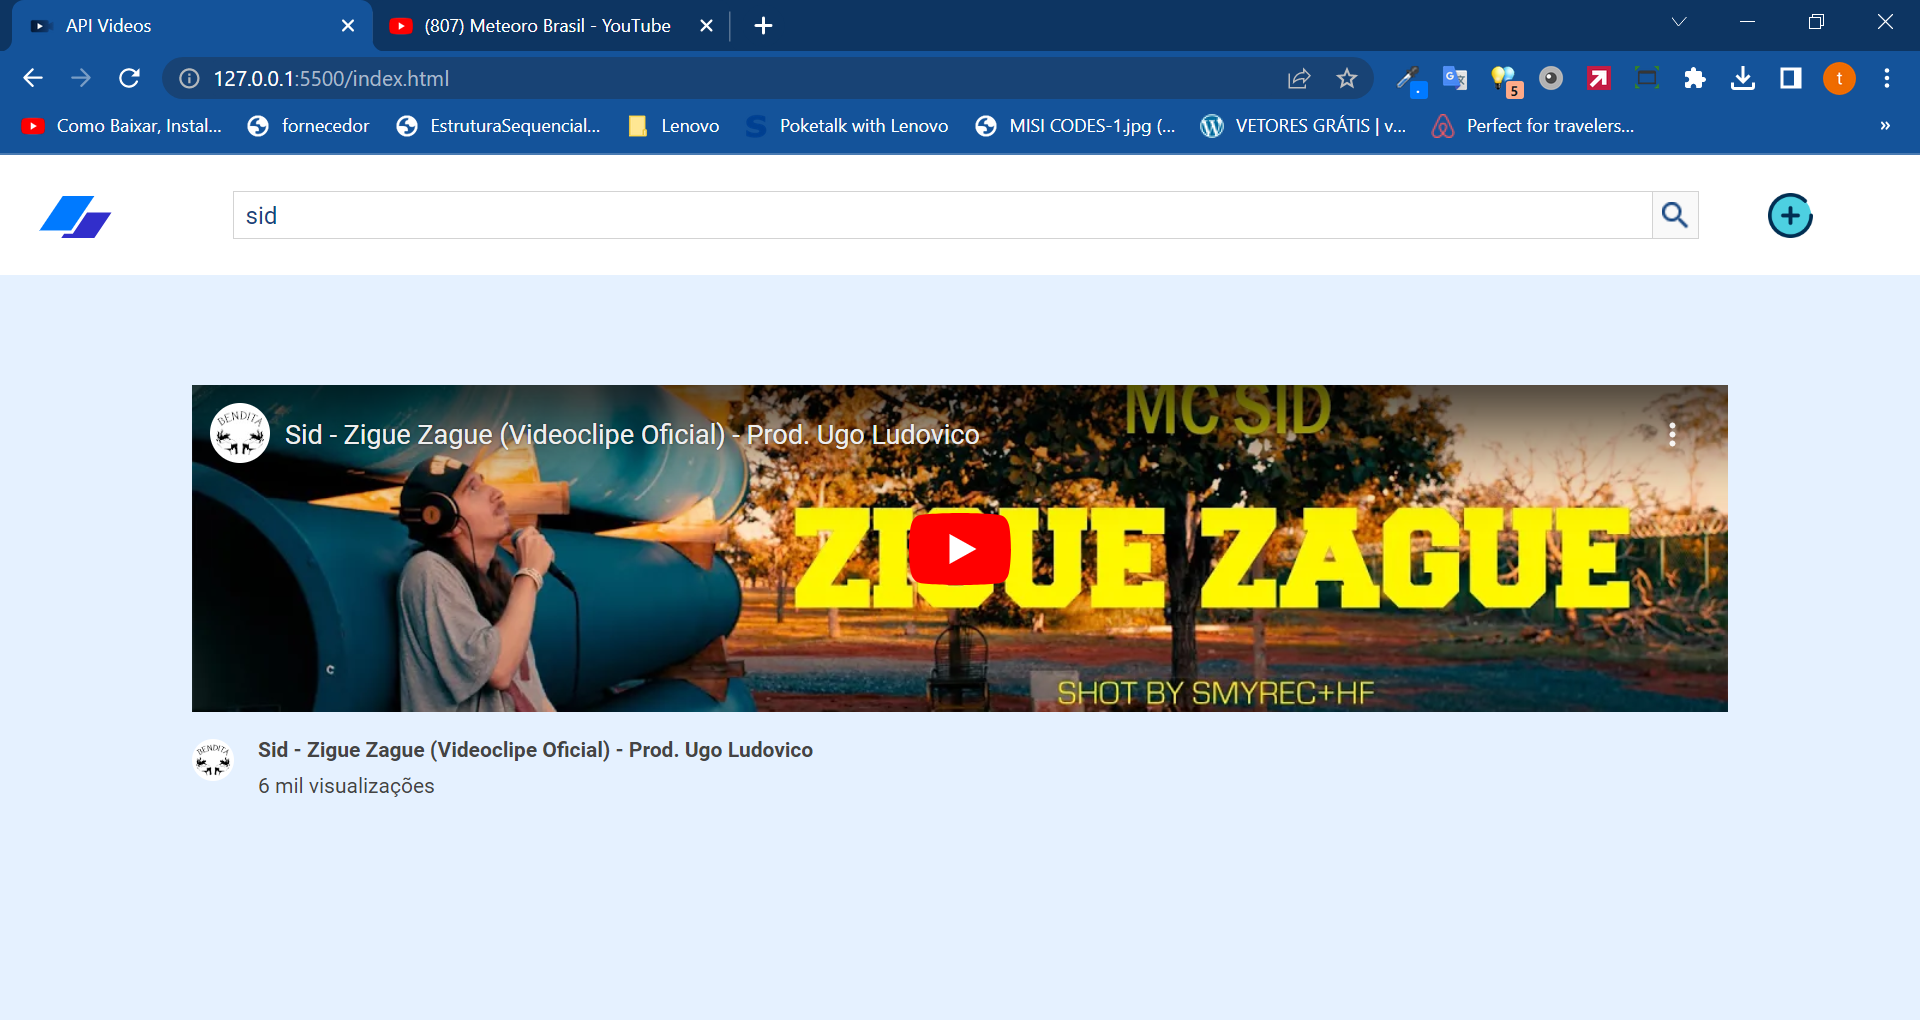 API Videos
(807) Meteoro Brasil - YouTube
127.0.0.1:5500/index.html
5
t
Como Baixar, Instal...
fornecedor
EstruturaSequencial...
Lenovo
Poketalk with Lenovo
MISI CODES-1.jpg (...
VETORES GRÁTIS | v...
Perfect for travelers...
»
sid
MC SID
BENDITA
Sid - Zigue Zague (Videoclipe Oficial) - Prod. Ugo Ludovico
ZIGUE ZAGUE
C
SHOT BY SMYREC+HF
BENDITA
Sid - Zigue Zague (Videoclipe Oficial) - Prod. Ugo Ludovico
6 mil visualizações